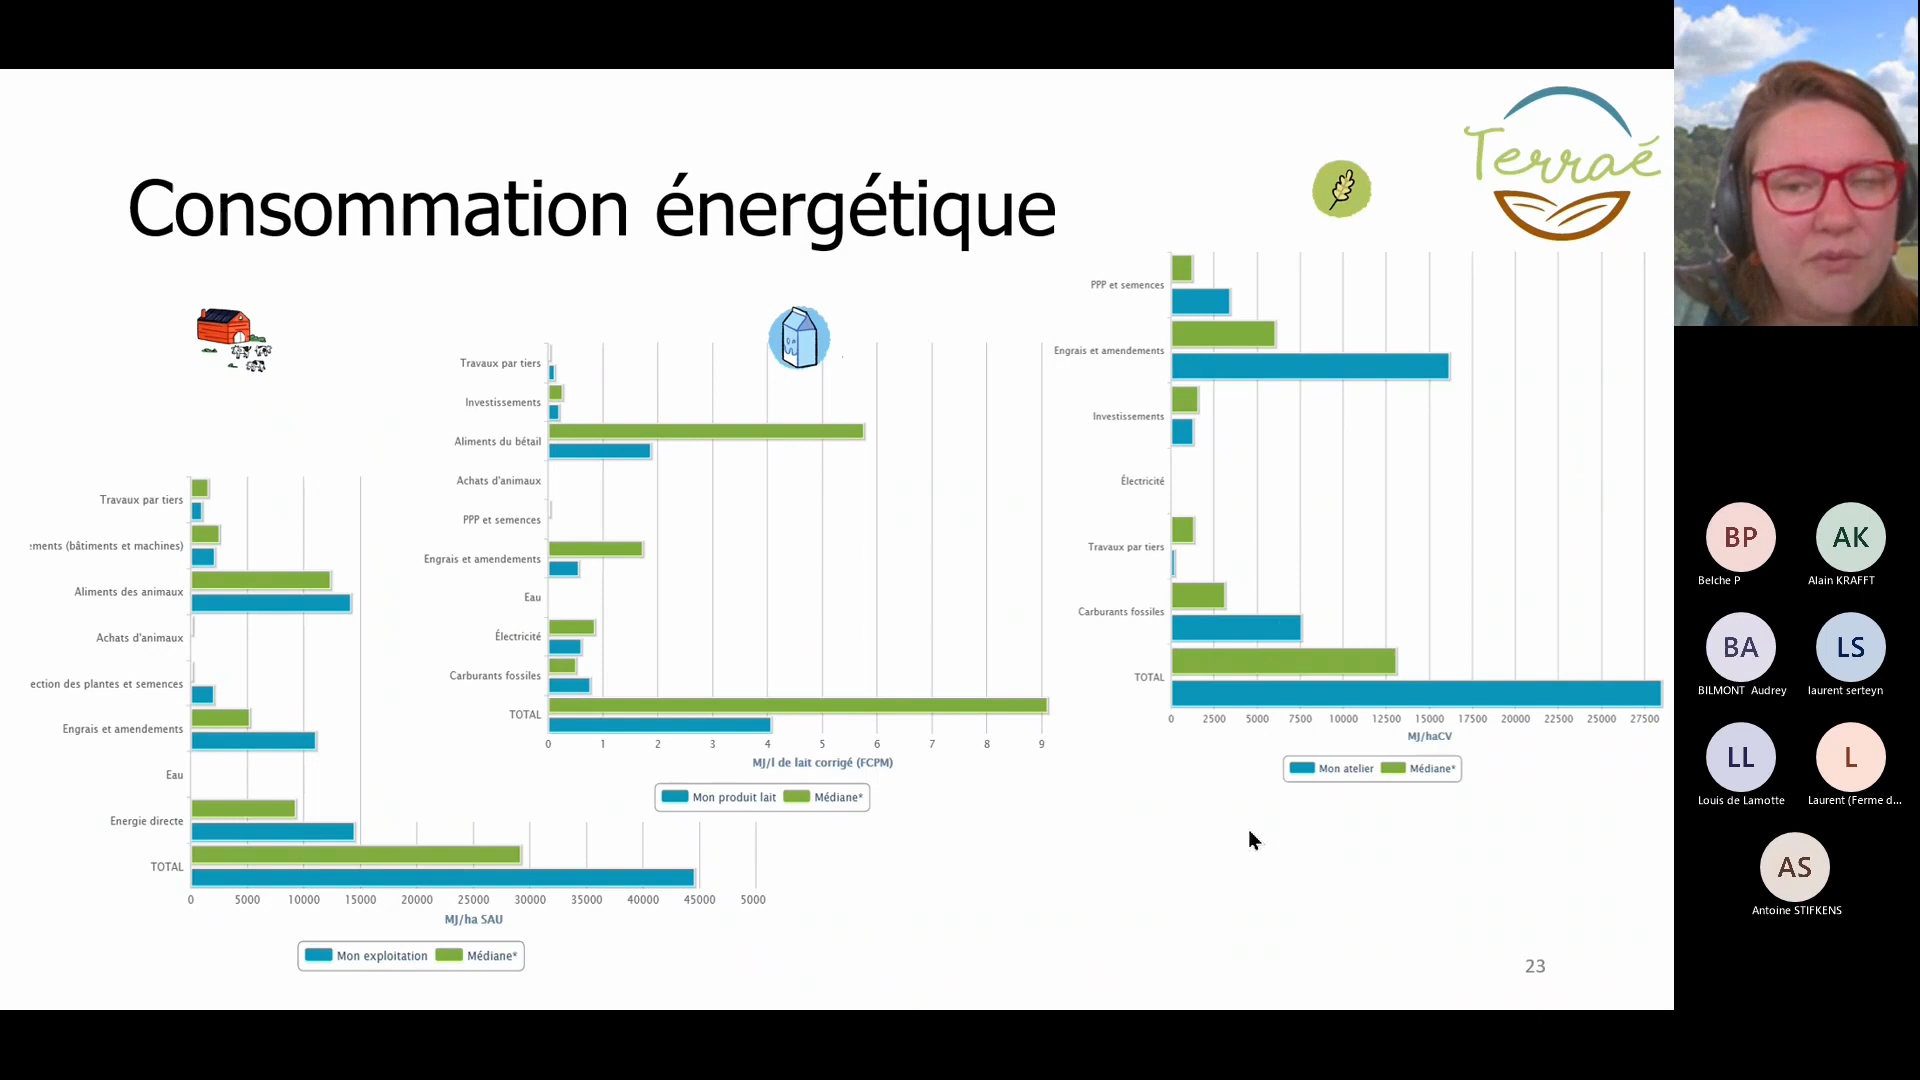 Terraé
Consommation énergétique
Travaux par tiers
ements (bâtiments et machines)
Aliments des animaux
Achats d'animaux
ection des plantes et semences
Engrais et amendements
Eau
Energie directe
TOTAL
0 5000 10000 15000 20000 25000 30000 35000 40000 45000 5000
MJ/ha SAU
Mon exploitation Médiane*
Travaux par tiers
Investissements
Aliments du bétail
Achats d'animaux
PPP et semences
Engrais et amendements
Eau
Électricité
Carburants fossiles
TOTAL
0 1 2 3 4 5 6 7 8 9
MJ/l de lait corrigé (FCPM)
Mon produit lait Médiane*
PPP et semences
Engrais et amendements
Investissements
Électricité
Travaux par tiers
Carburants fossiles
TOTAL
0 2500 5000 7500 10000 12500 15000 17500 20000 22500 25000 27500
MJ/haCV
Mon atelier Médiane*
23
BP
Belche P
AK
Alain KRAFFT
BA
BILMONT Audrey
LS
laurent serteyn
LL
Louis de Lamotte
L
Laurent (Ferme d...
AS
Antoine STIFKENS